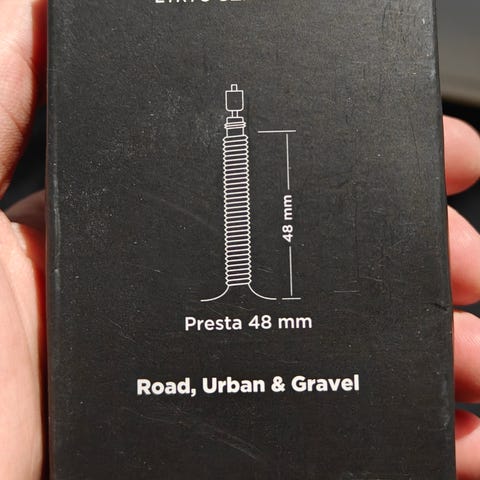 48 mm
Presta 48 mm
Road, Urban & Gravel